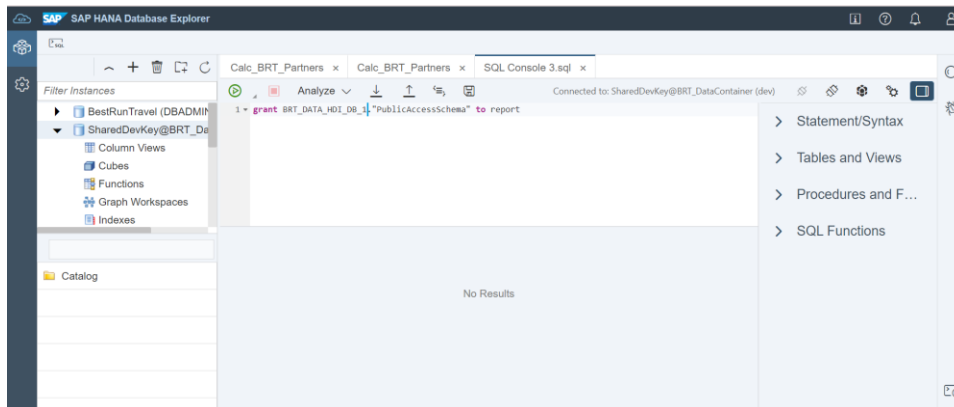 SAP SAP HANA Database Explorer
SQL
Filter Instances
BestRunTravel (DBADMIN
SharedDevKey@BRT_Da
Column Views
Cubes
Functions
Graph Workspaces
Indexes
Catalog
Calc_BRT_Partners × Calc_BRT_Partners × SQL Console 3.sql ×
Analyze Connected to: SharedDevKey@BRT_DataContainer (dev)
1 grant BRT_DATA_HDI_DB_1."PublicAccessSchema" to report
No Results
Statement/Syntax
Tables and Views
Procedures and F...
SQL Functions